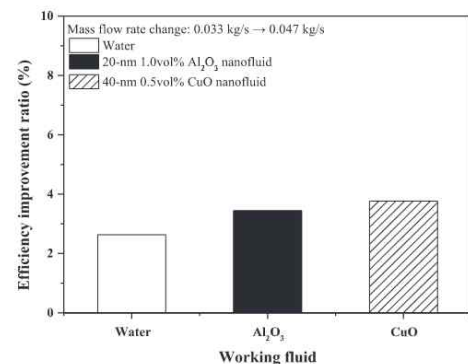 10
8
6
4
2
0
Efficiency improvement ratio (%)
Mass flow rate change: 0.033 kg/s → 0.047 kg/s
Water
20-nm 1.0vol% Al₂O₃ nanofluid
40-nm 0.5vol% CuO nanofluid
Water Al₂O₃ CuO
Working fluid